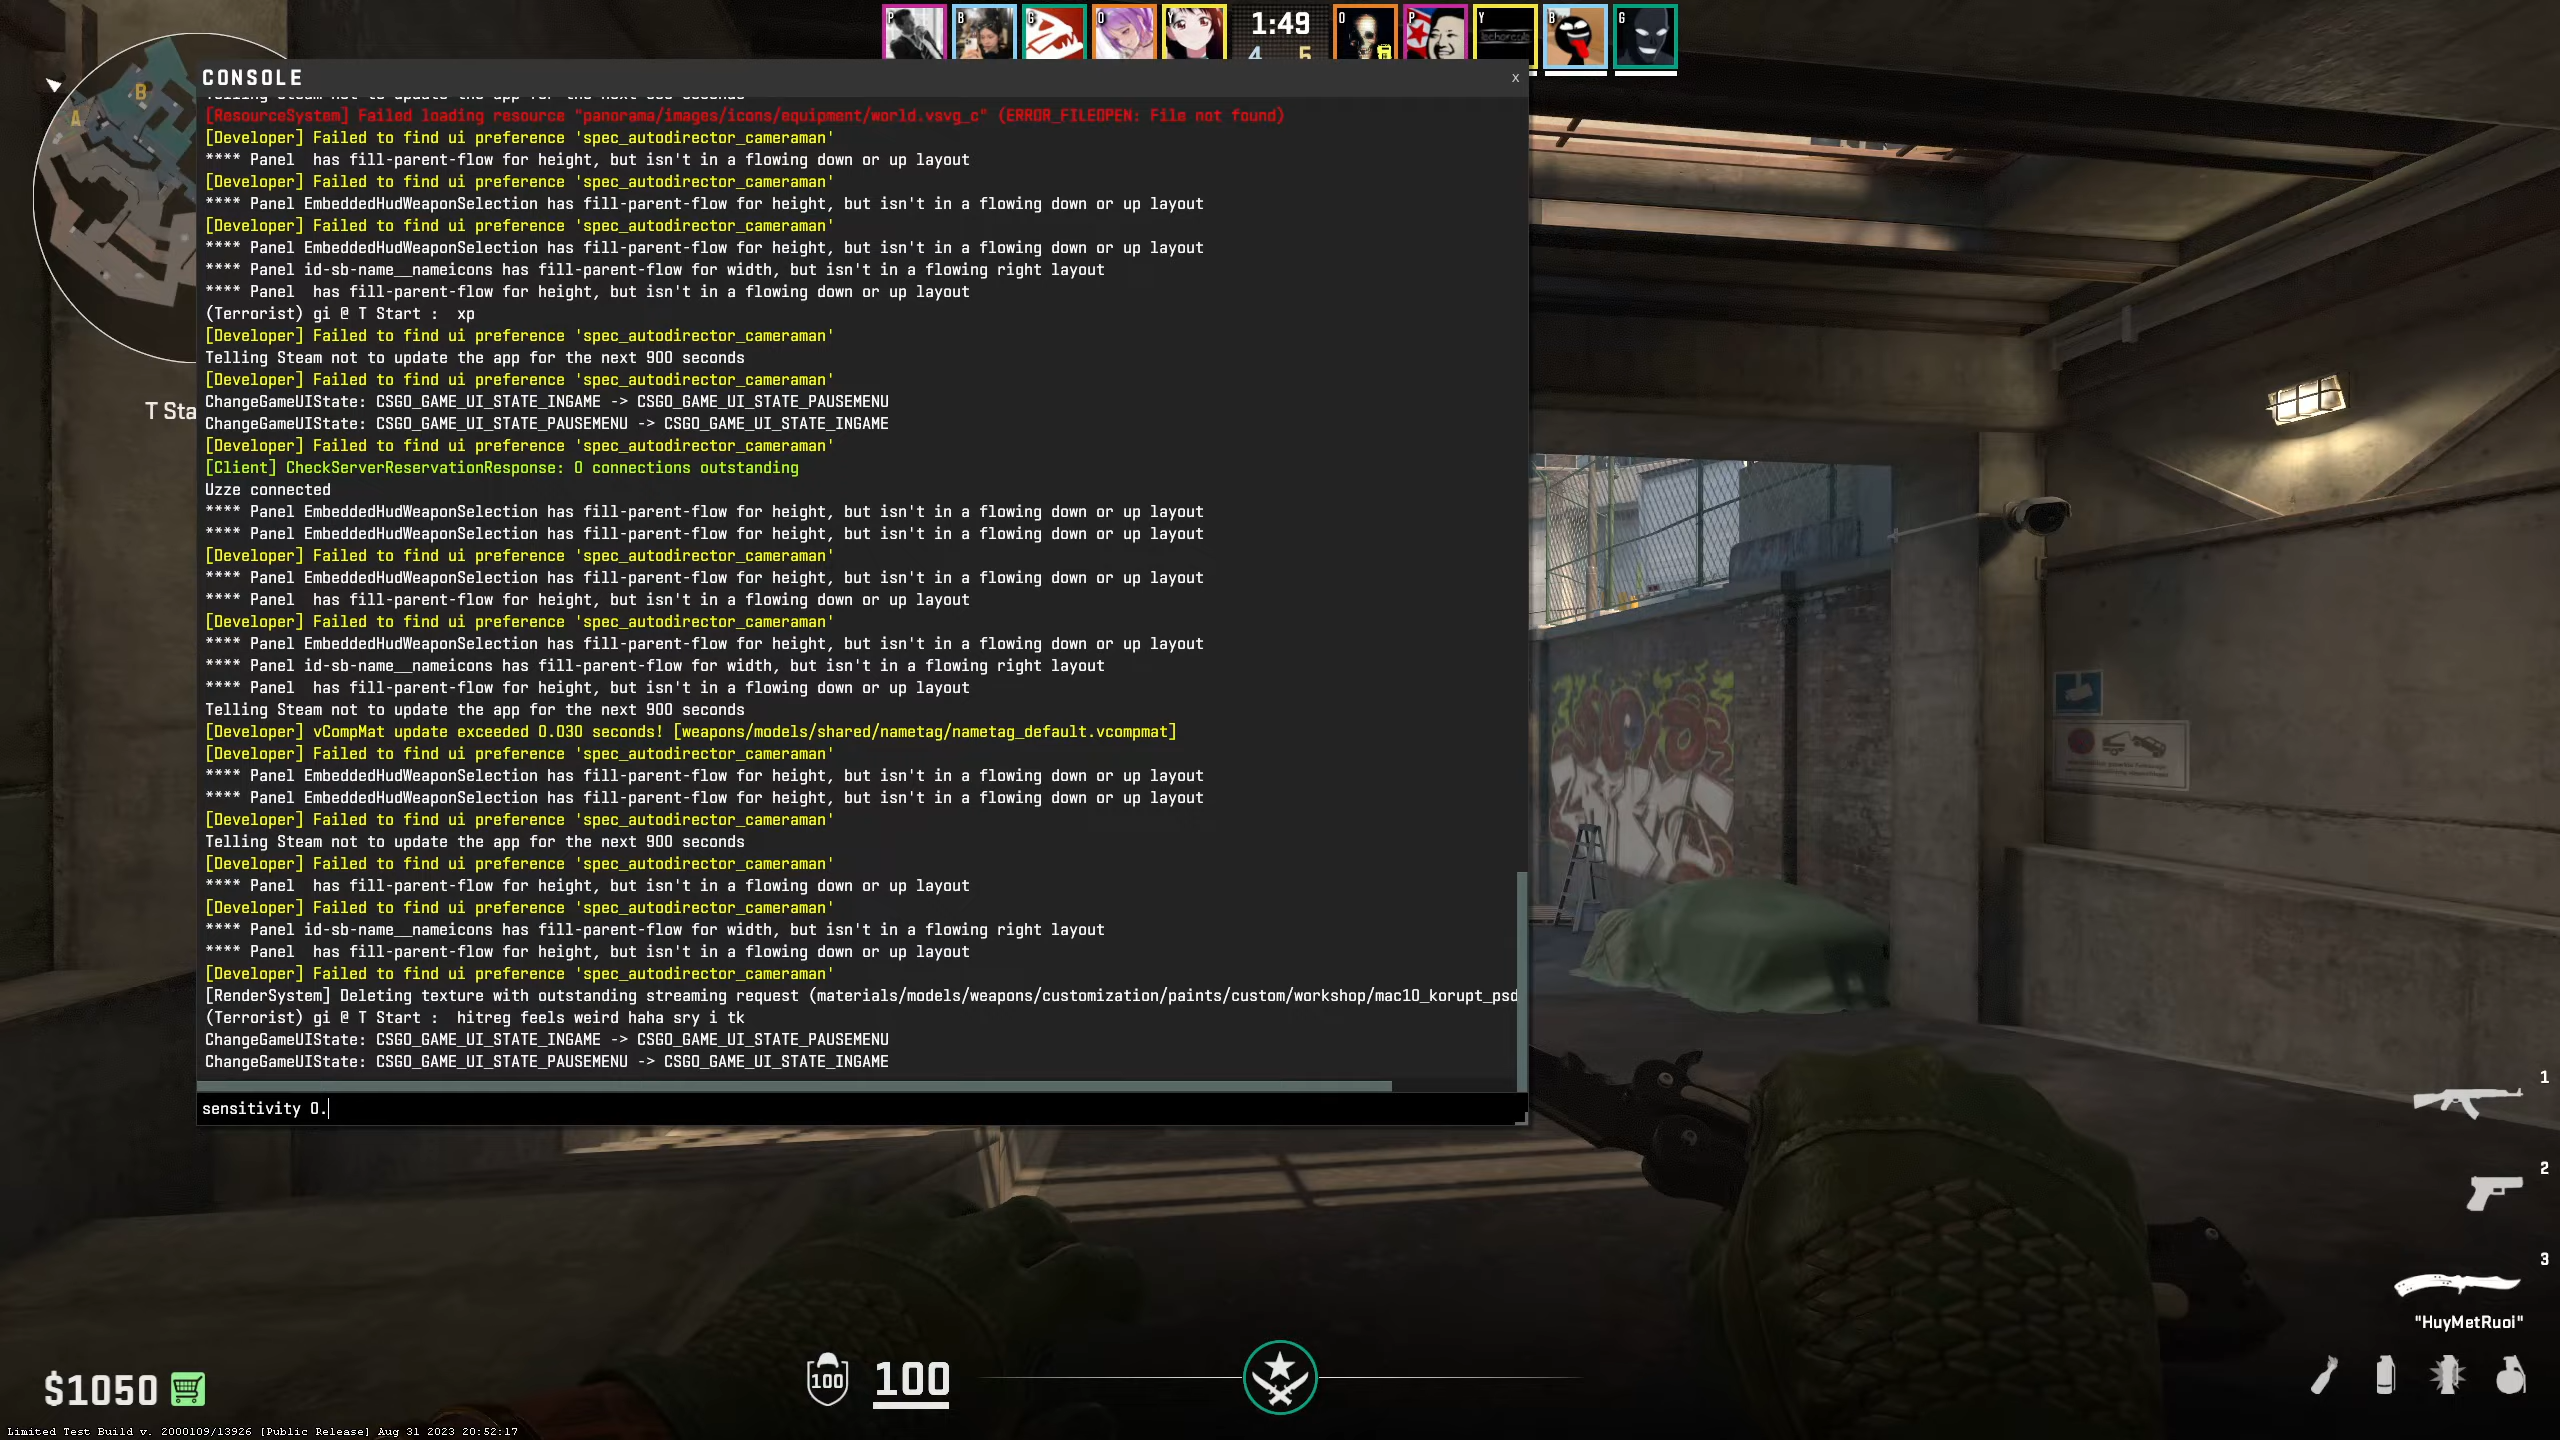 P
B
G
O
Y
1:49
4
5
O
P
Y
B
G
B
A
T Sta
CONSOLE
x
[ResourceSystem] Failed loading resource "panorama/images/icons/equipment/world.vsvg_c" (ERROR_FILEOPEN: File not found)
[Developer] Failed to find ui preference 'spec_autodirector_cameraman'
**** Panel  has fill-parent-flow for height, but isn't in a flowing down or up layout
[Developer] Failed to find ui preference 'spec_autodirector_cameraman'
**** Panel EmbeddedHudWeaponSelection has fill-parent-flow for height, but isn't in a flowing down or up layout
[Developer] Failed to find ui preference 'spec_autodirector_cameraman'
**** Panel EmbeddedHudWeaponSelection has fill-parent-flow for height, but isn't in a flowing down or up layout
**** Panel id-sb-name__nameicons has fill-parent-flow for width, but isn't in a flowing right layout
**** Panel  has fill-parent-flow for height, but isn't in a flowing down or up layout
(Terrorist) gi @ T Start :  xp
[Developer] Failed to find ui preference 'spec_autodirector_cameraman'
Telling Steam not to update the app for the next 900 seconds
[Developer] Failed to find ui preference 'spec_autodirector_cameraman'
ChangeGameUIState: CSGO_GAME_UI_STATE_INGAME -> CSGO_GAME_UI_STATE_PAUSEMENU
ChangeGameUIState: CSGO_GAME_UI_STATE_PAUSEMENU -> CSGO_GAME_UI_STATE_INGAME
[Developer] Failed to find ui preference 'spec_autodirector_cameraman'
[Client] CheckServerReservationResponse: 0 connections outstanding
Uzze connected
**** Panel EmbeddedHudWeaponSelection has fill-parent-flow for height, but isn't in a flowing down or up layout
**** Panel EmbeddedHudWeaponSelection has fill-parent-flow for height, but isn't in a flowing down or up layout
[Developer] Failed to find ui preference 'spec_autodirector_cameraman'
**** Panel EmbeddedHudWeaponSelection has fill-parent-flow for height, but isn't in a flowing down or up layout
**** Panel  has fill-parent-flow for height, but isn't in a flowing down or up layout
[Developer] Failed to find ui preference 'spec_autodirector_cameraman'
**** Panel EmbeddedHudWeaponSelection has fill-parent-flow for height, but isn't in a flowing down or up layout
**** Panel id-sb-name__nameicons has fill-parent-flow for width, but isn't in a flowing right layout
**** Panel  has fill-parent-flow for height, but isn't in a flowing down or up layout
Telling Steam not to update the app for the next 900 seconds
[Developer] vCompMat update exceeded 0.030 seconds! [weapons/models/shared/nametag/nametag_default.vcompmat]
[Developer] Failed to find ui preference 'spec_autodirector_cameraman'
**** Panel EmbeddedHudWeaponSelection has fill-parent-flow for height, but isn't in a flowing down or up layout
**** Panel EmbeddedHudWeaponSelection has fill-parent-flow for height, but isn't in a flowing down or up layout
[Developer] Failed to find ui preference 'spec_autodirector_cameraman'
Telling Steam not to update the app for the next 900 seconds
[Developer] Failed to find ui preference 'spec_autodirector_cameraman'
**** Panel  has fill-parent-flow for height, but isn't in a flowing down or up layout
[Developer] Failed to find ui preference 'spec_autodirector_cameraman'
**** Panel id-sb-name__nameicons has fill-parent-flow for width, but isn't in a flowing right layout
**** Panel  has fill-parent-flow for height, but isn't in a flowing down or up layout
[Developer] Failed to find ui preference 'spec_autodirector_cameraman'
[RenderSystem] Deleting texture with outstanding streaming request (materials/models/weapons/customization/paints/custom/workshop/mac10_korupt_psd
(Terrorist) gi @ T Start :  hitreg feels weird haha sry i tk
ChangeGameUIState: CSGO_GAME_UI_STATE_INGAME -> CSGO_GAME_UI_STATE_PAUSEMENU
ChangeGameUIState: CSGO_GAME_UI_STATE_PAUSEMENU -> CSGO_GAME_UI_STATE_INGAME
sensitivity 0.
1
2
3
"HuyMetRuoi"
$1050
100
100
Limited Test Build v. 2000109/13926 [Public Release] Aug 31 2023 20:52:17